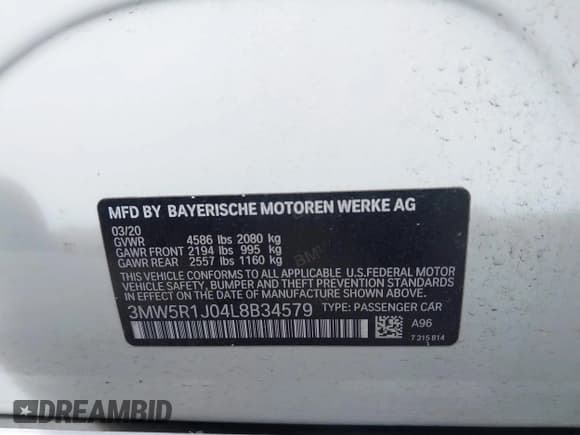 MFD BY BAYERISCHE MOTOREN WERKE AG
03/20
GVWR 4586 lbs 2080 kg
GAWR FRONT 2194 lbs 995 kg
GAWR REAR 2557 lbs 1160 kg
BMW
THIS VEHICLE CONFORMS TO ALL APPLICABLE U.S.FEDERAL MOTOR
VEHICLE SAFETY, BUMPER AND THEFT PREVENTION STANDARDS
IN EFFECT ON THE DATE OF MANUFACTURE SHOWN ABOVE.
3MW5R1J04L8B34579 TYPE: PASSENGER CAR
A96
7 315 814
DREAMBID